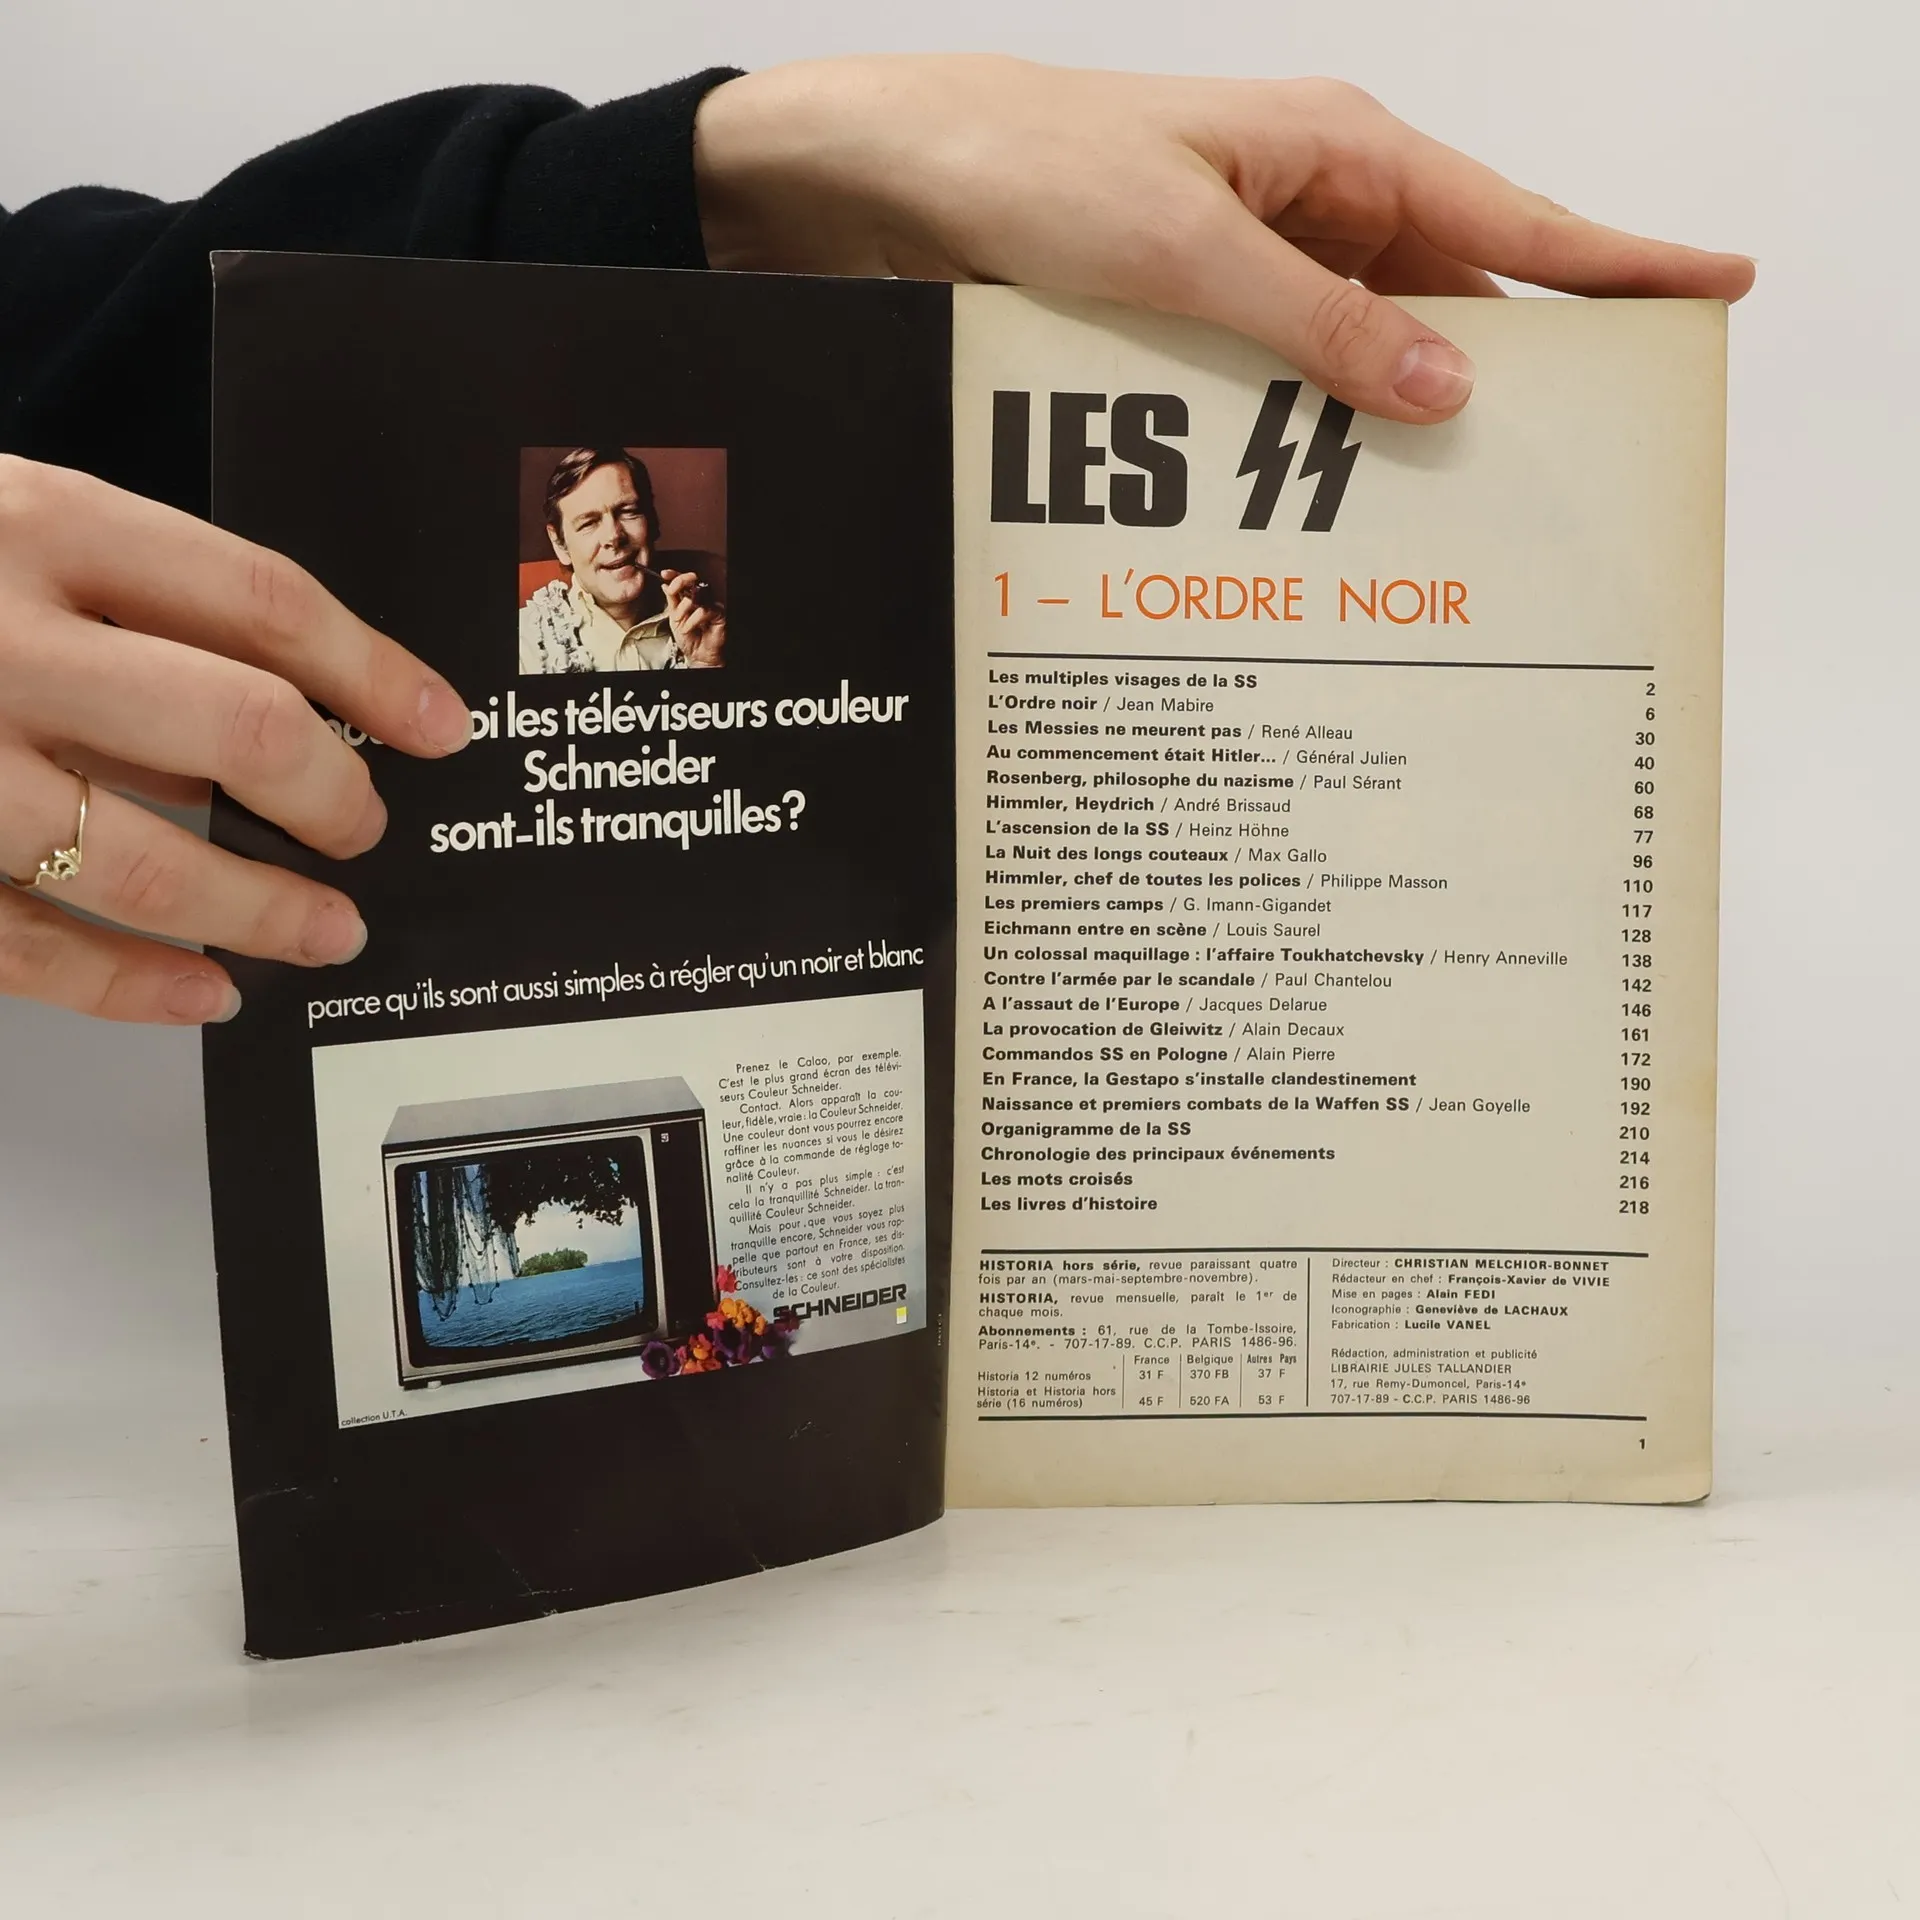 oi les téléviseurs couleur
Schneider
sont-ils tranquilles?
parce qu'ils sont aussi simples à régler qu'un noir et blanc
Prenez le Calao, par exemple.
C'est le plus grand écran des télévi-
seurs Couleur Schneider.
Contact. Alors apparaît la cou-
leur, fidèle, vraie : la Couleur Schneider.
Une couleur dont vous pourrez encore
raffiner les nuances si vous le désirez
grâce à la commande de réglage to-
nalité Couleur.
Il n'y a pas plus simple : c'est
cela la tranquillité Schneider. La tran-
quillité Couleur Schneider.
Mais pour que vous soyez plus
tranquille encore, Schneider vous rap-
pelle que partout en France, ses dis-
tributeurs sont à votre disposition.
Consultez-les : ce sont des spécialistes
de la Couleur.
SCHNEIDER
collection U.T.A.
LES SS
1 – L'ORDRE NOIR
Les multiples visages de la SS 2
L'Ordre noir / Jean Mabire 6
Les Messies ne meurent pas / René Alleau 30
Au commencement était Hitler... / Général Julien 40
Rosenberg, philosophe du nazisme / Paul Sérant 60
Himmler, Heydrich / André Brissaud 68
L'ascension de la SS / Heinz Höhne 77
La Nuit des longs couteaux / Max Gallo 96
Himmler, chef de toutes les polices / Philippe Masson 110
Les premiers camps / G. Imann-Gigandet 117
Eichmann entre en scène / Louis Saurel 128
Un colossal maquillage : l'affaire Toukhatchevsky / Henry Anneville 138
Contre l'armée par le scandale / Paul Chantelou 142
A l'assaut de l'Europe / Jacques Delarue 146
La provocation de Gleiwitz / Alain Decaux 161
Commandos SS en Pologne / Alain Pierre 172
En France, la Gestapo s'installe clandestinement 190
Naissance et premiers combats de la Waffen SS / Jean Goyelle 192
Organigramme de la SS 210
Chronologie des principaux événements 214
Les mots croisés 216
Les livres d'histoire 218
HISTORIA hors série, revue paraissant quatre
fois par an (mars-mai-septembre-novembre).
HISTORIA, revue mensuelle, paraît le 1er de
chaque mois.
Abonnements : 61, rue de la Tombe-Issoire,
Paris-14e. - 707-17-89. C.C.P. PARIS 1486-96.
France Belgique Autres Pays
Historia 12 numéros 31 F 370 FB 37 F
Historia et Historia hors
série (16 numéros) 45 F 520 FA 53 F
Directeur : CHRISTIAN MELCHIOR-BONNET
Rédacteur en chef : François-Xavier de VIVIE
Mise en pages : Alain FEDI
Iconographie : Geneviève de LACHAUX
Fabrication : Lucile VANEL
Rédaction, administration et publicité
LIBRAIRIE JULES TALLANDIER
17, rue Remy-Dumoncel, Paris-14e
707-17-89 - C.C.P. PARIS 1486-96
1